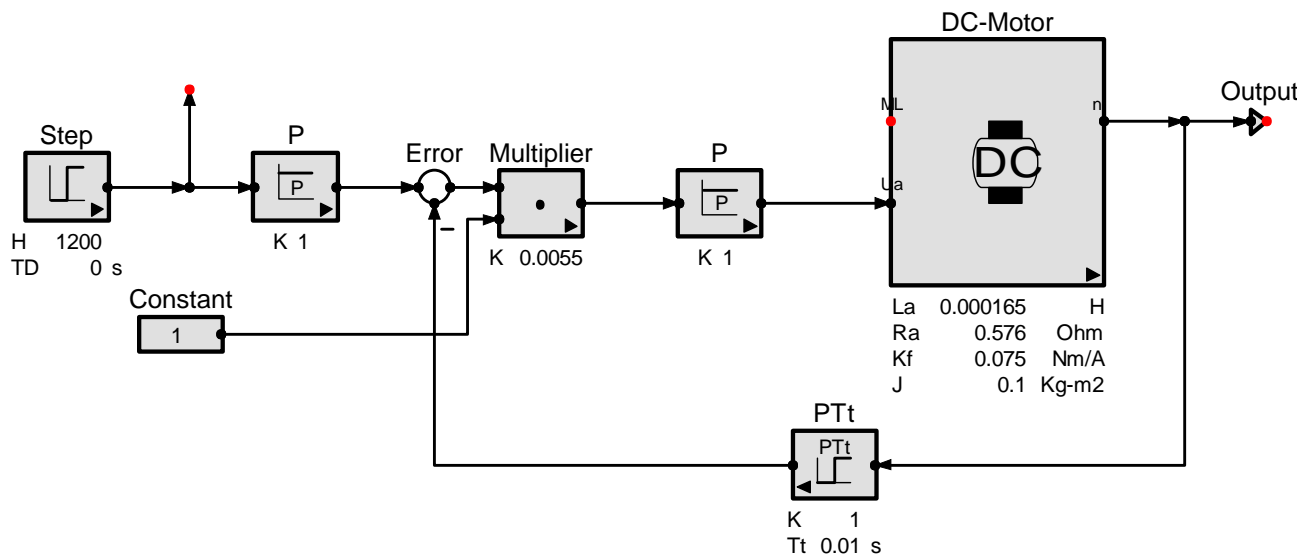 DC-Motor
Output
ML
n
Step
P
Error
Multiplier
P
P
P
DC
Ua
H 1200
TD 0 s
K 1
K 0.0055
K 1
Constant
1
La 0.000165 H
Ra 0.576 Ohm
Kf 0.075 Nm/A
J 0.1 Kg-m2
PTt
PTt
K 1
Tt 0.01 s